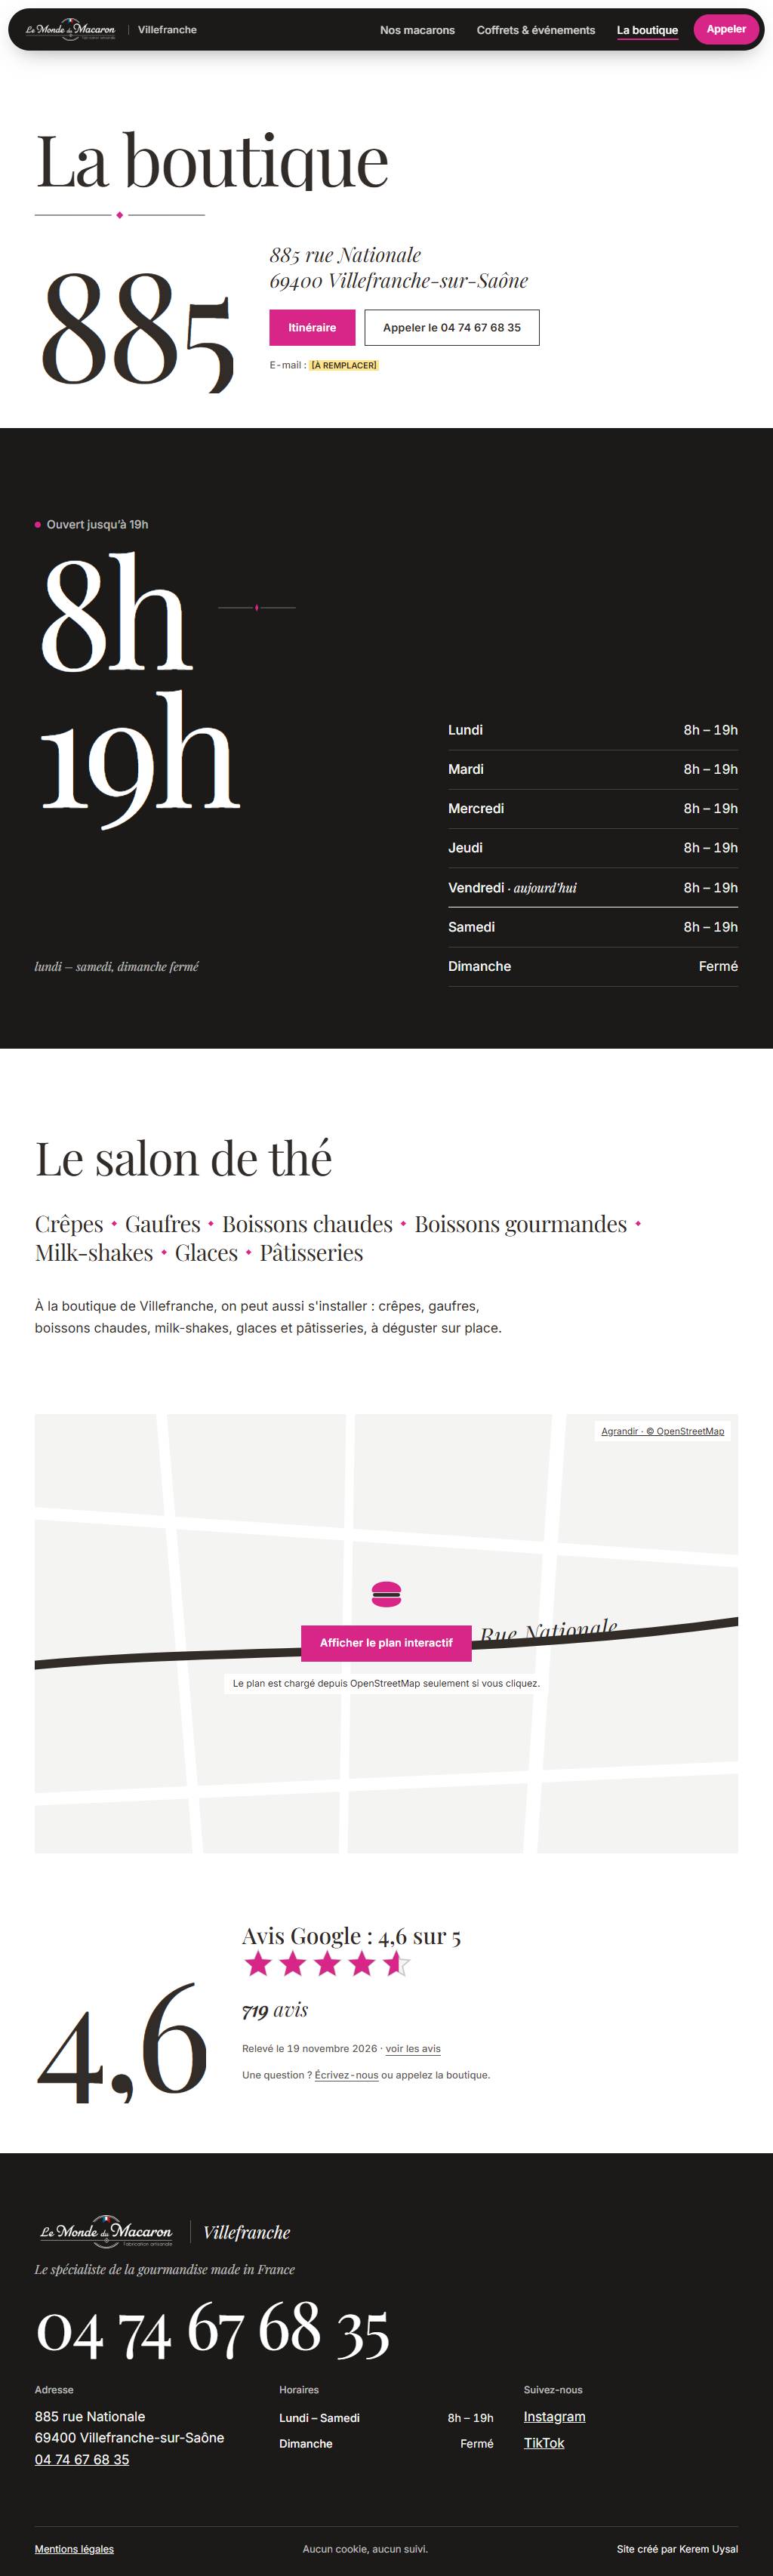 Le Monde du Macaron
Villefranche
Nos macarons
Coffrets & événements
La boutique
Appeler
La boutique
885
885 rue Nationale
69400 Villefranche-sur-Saône
Itinéraire
Appeler le 04 74 67 68 35
E-mail : [À REMPLACER]
Ouvert jusqu'à 19h
8h
19h
lundi – samedi, dimanche fermé
Lundi 8h – 19h
Mardi 8h – 19h
Mercredi 8h – 19h
Jeudi 8h – 19h
Vendredi · aujourd'hui 8h – 19h
Samedi 8h – 19h
Dimanche Fermé
Le salon de thé
Crêpes Gaufres Boissons chaudes Boissons gourmandes
Milk-shakes Glaces Pâtisseries
À la boutique de Villefranche, on peut aussi s'installer : crêpes, gaufres,
boissons chaudes, milk-shakes, glaces et pâtisseries, à déguster sur place.
Agrandir · © OpenStreetMap
Rue Nationale
Afficher le plan interactif
Le plan est chargé depuis OpenStreetMap seulement si vous cliquez.
4,6
Avis Google : 4,6 sur 5
719 avis
Relevé le 19 novembre 2026 · voir les avis
Une question ? Écrivez-nous ou appelez la boutique.
Le Monde du Macaron
fabrication artisanale
Villefranche
Le spécialiste de la gourmandise made in France
04 74 67 68 35
Adresse
885 rue Nationale
69400 Villefranche-sur-Saône
04 74 67 68 35
Horaires
Lundi – Samedi 8h – 19h
Dimanche Fermé
Suivez-nous
Instagram
TikTok
Mentions légales
Aucun cookie, aucun suivi.
Site créé par Kerem Uysal